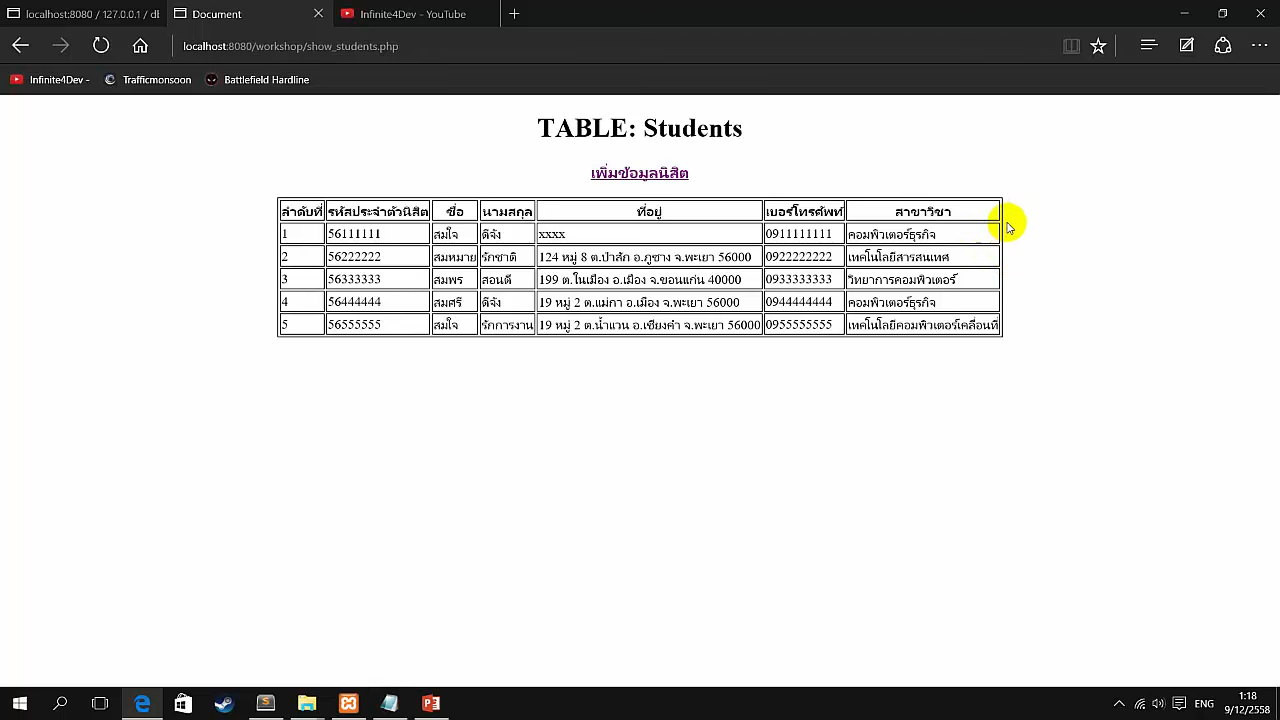 localhost:8080 / 127.0.0.1 / dl
Document
Infinite4Dev - YouTube
localhost:8080/workshop/show_students.php
Infinite4Dev -
Trafficmonsoon
Battlefield Hardline
TABLE: Students
เพิ่มข้อมูลนิสิต
ลำดับที่ รหัสประจำตัวนิสิต ชื่อ นามสกุล ที่อยู่ เบอร์โทรศัพท์ สาขาวิชา
1 56111111 สมใจ ดีจัง xxxx 0911111111 คอมพิวเตอร์ธุรกิจ
2 56222222 สมหมาย รักชาติ 124 หมู่ 8 ต.ป่าสัก อ.ภูซาง จ.พะเยา 56000 0922222222 เทคโนโลยีสารสนเทศ
3 56333333 สมพร สอนดี 199 ต.ในเมือง อ.เมือง จ.ขอนแก่น 40000 0933333333 วิทยาการคอมพิวเตอร์
4 56444444 สมศรี ดีจัง 19 หมู่ 2 ต.แม่กา อ.เมือง จ.พะเยา 56000 0944444444 คอมพิวเตอร์ธุรกิจ
5 56555555 สมใจ รักการงาน 19 หมู่ 2 ต.น้ำแวน อ.เชียงคำ จ.พะเยา 56000 0955555555 เทคโนโลยีคอมพิวเตอร์เคลื่อนที่
ENG
1:18
9/12/2558